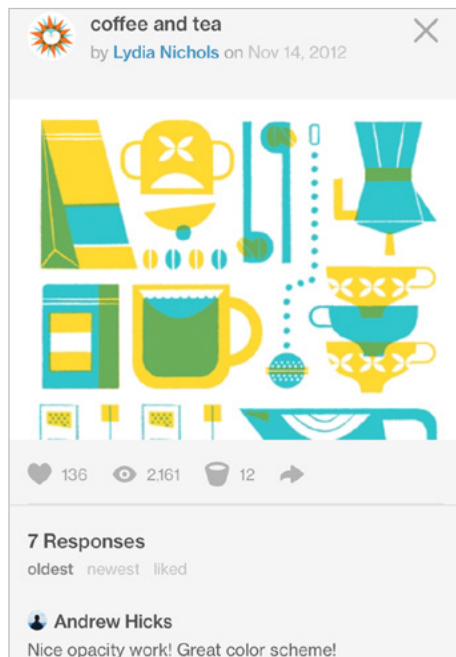 coffee and tea
by Lydia Nichols on Nov 14, 2012
136 2,161 12
7 Responses
oldest newest liked
Andrew Hicks
Nice opacity work! Great color scheme!